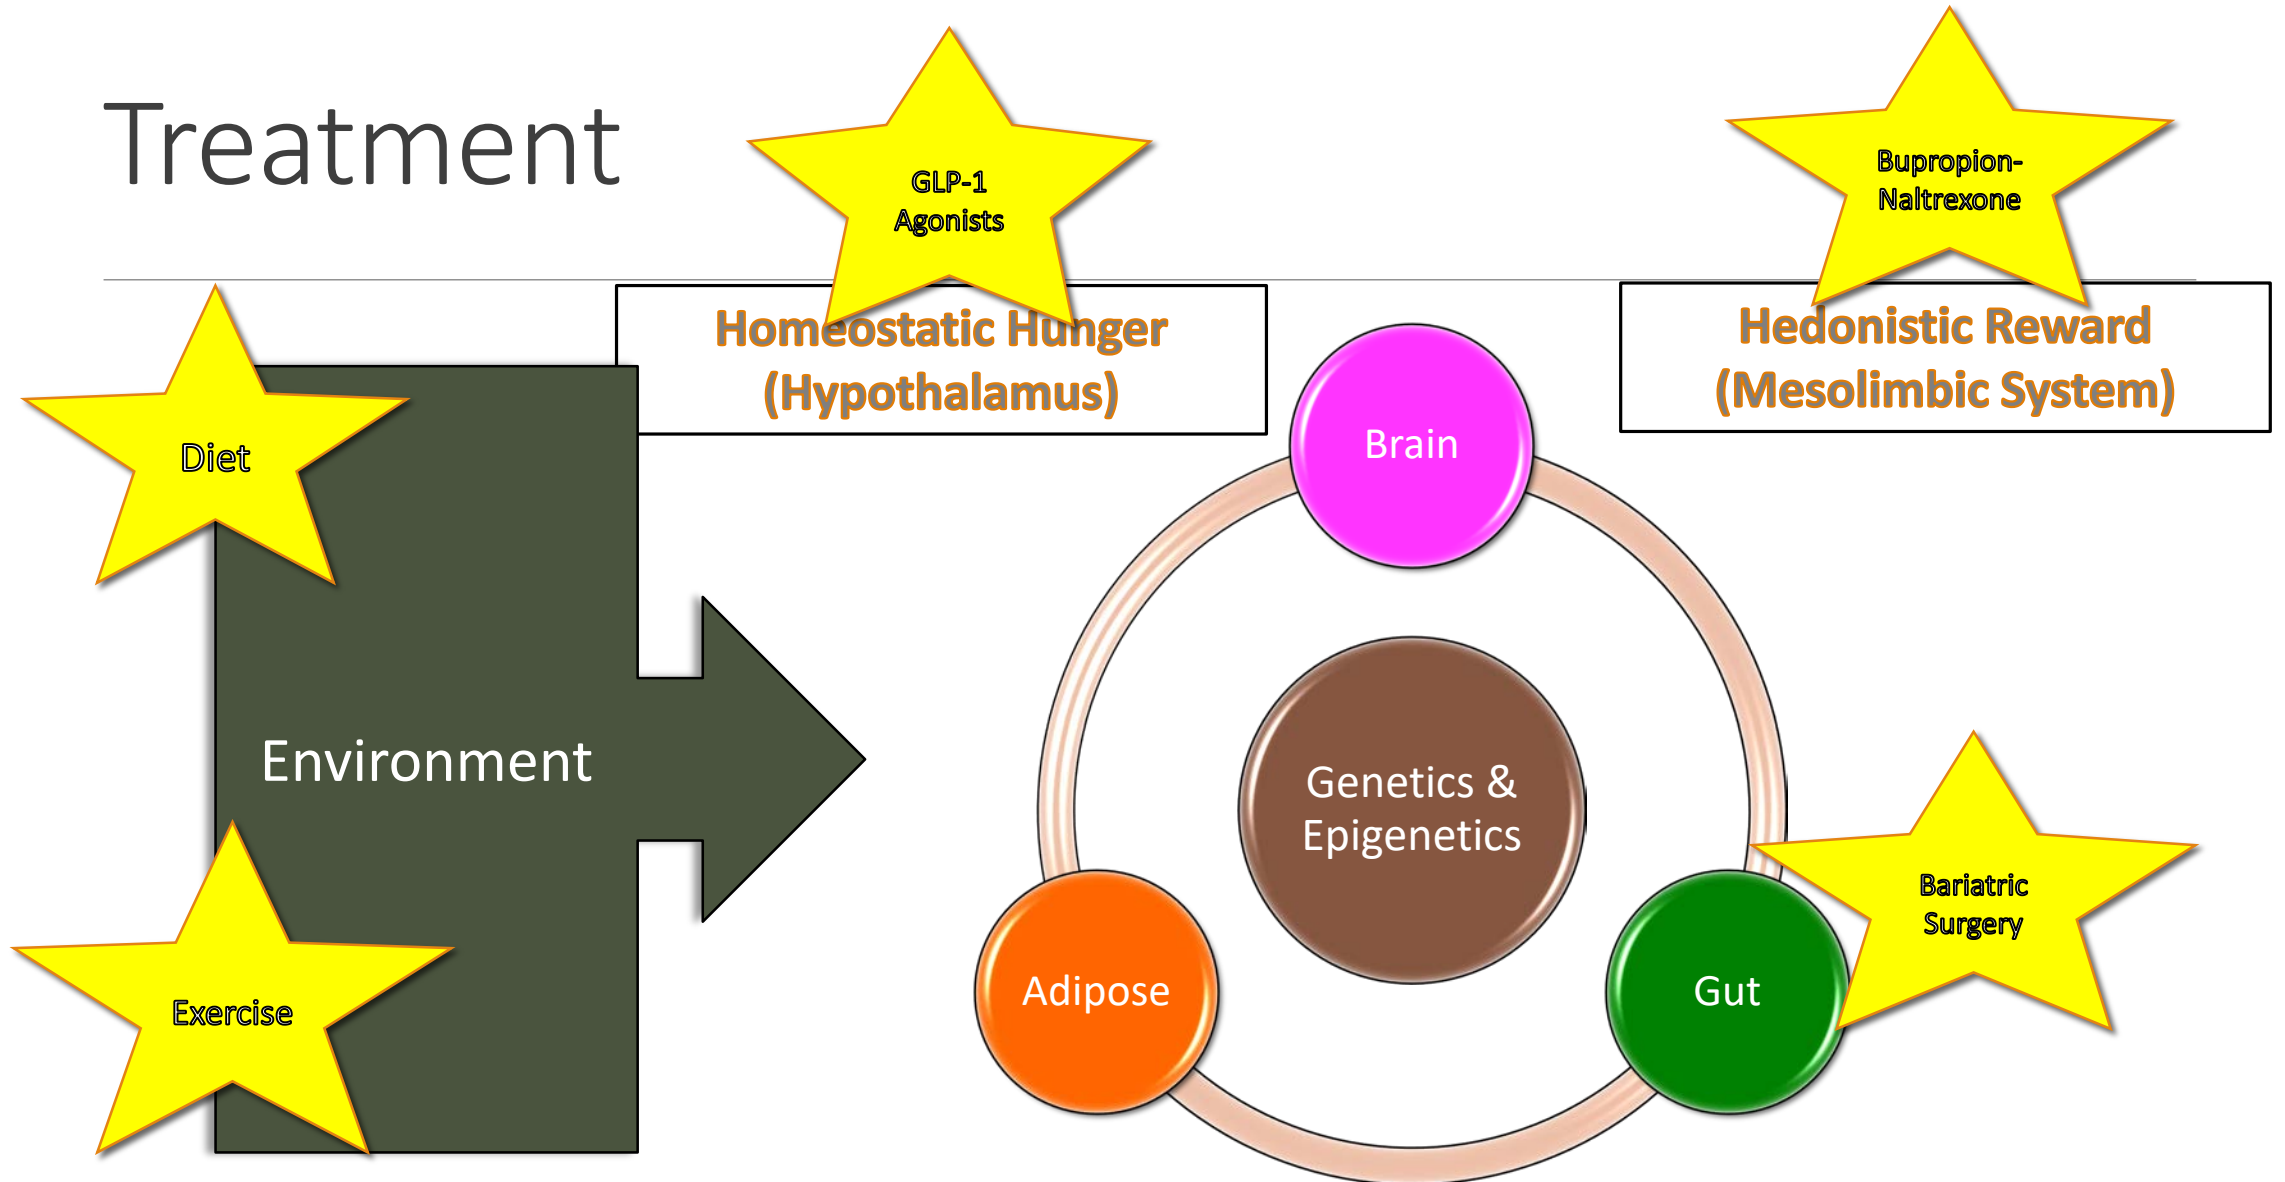 Treatment
GLP-1
Agonists
Bupropion-
Naltrexone
Homeostatic Hunger
(Hypothalamus)
Hedonistic Reward
(Mesolimbic System)
Diet
Brain
Environment
Genetics &
Epigenetics
Bariatric
Surgery
Exercise
Adipose
Gut